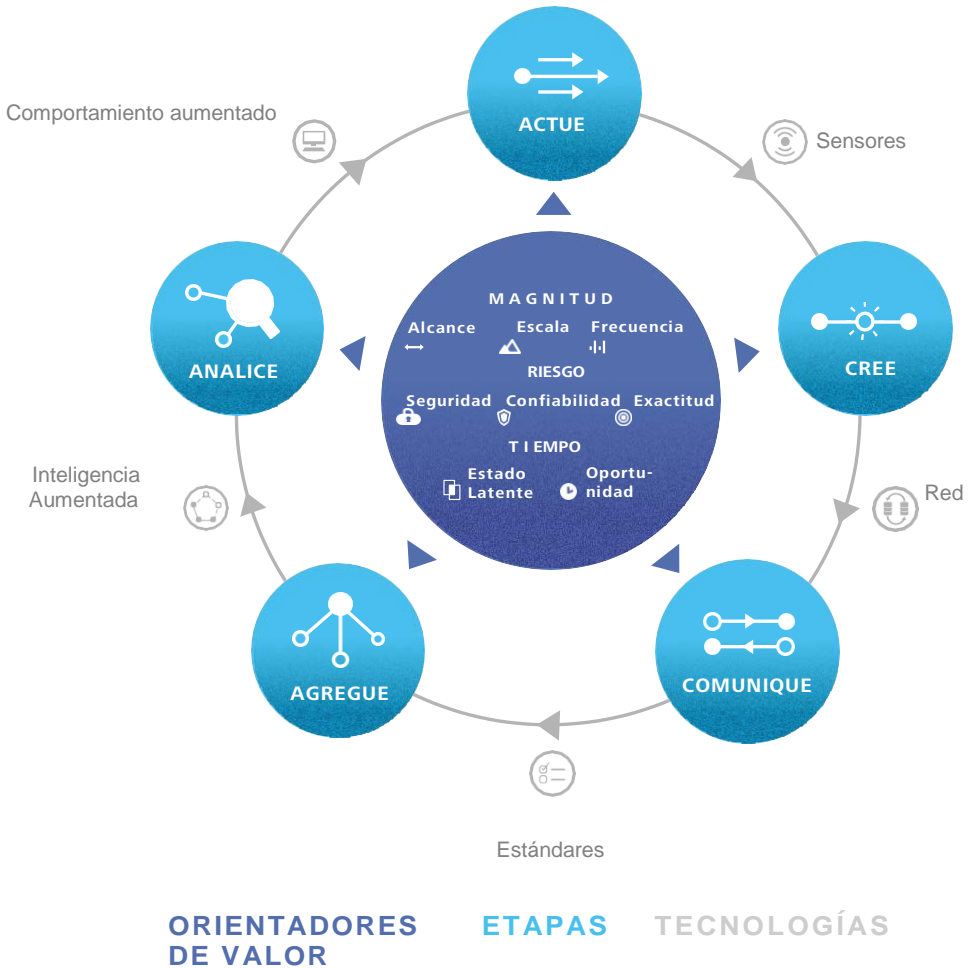 ACTUE
Comportamiento aumentado
Sensores
MAGNITUD
Alcance Escala Frecuencia
RIESGO
Seguridad Confiabilidad Exactitud
TIEMPO
Estado
Latente
Oportu-
nidad
ANALICE
CREE
Inteligencia
Aumentada
Red
AGREGUE
COMUNIQUE
Estándares
ORIENTADORES
DE VALOR
ETAPAS
TECNOLOGÍAS